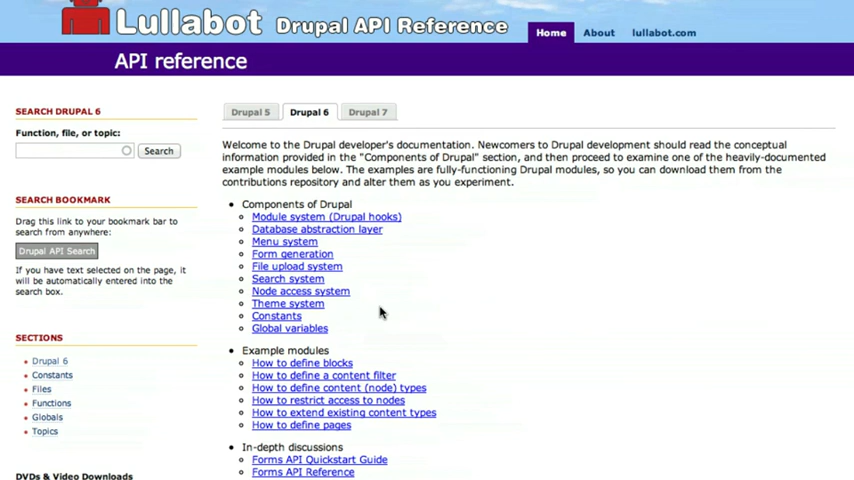 Lullabot Drupal API Reference
Home About lullabot.com
API reference
SEARCH DRUPAL 6
Function, file, or topic:
Search
SEARCH BOOKMARK
Drag this link to your bookmark bar to
search from anywhere:
Drupal API Search
If you have text selected on the page, it
will be automatically entered into the
search box.
SECTIONS
Drupal 6
Constants
Files
Functions
Globals
Topics
DVDs & Video Downloads
Drupal 5 Drupal 6 Drupal 7
Welcome to the Drupal developer's documentation. Newcomers to Drupal development should read the conceptual
information provided in the "Components of Drupal" section, and then proceed to examine one of the heavily-documented
example modules below. The examples are fully-functioning Drupal modules, so you can download them from the
contributions repository and alter them as you experiment.
Components of Drupal
Module system (Drupal hooks)
Database abstraction layer
Menu system
Form generation
File upload system
Search system
Node access system
Theme system
Constants
Global variables
Example modules
How to define blocks
How to define a content filter
How to define content (node) types
How to restrict access to nodes
How to extend existing content types
How to define pages
In-depth discussions
Forms API Quickstart Guide
Forms API Reference